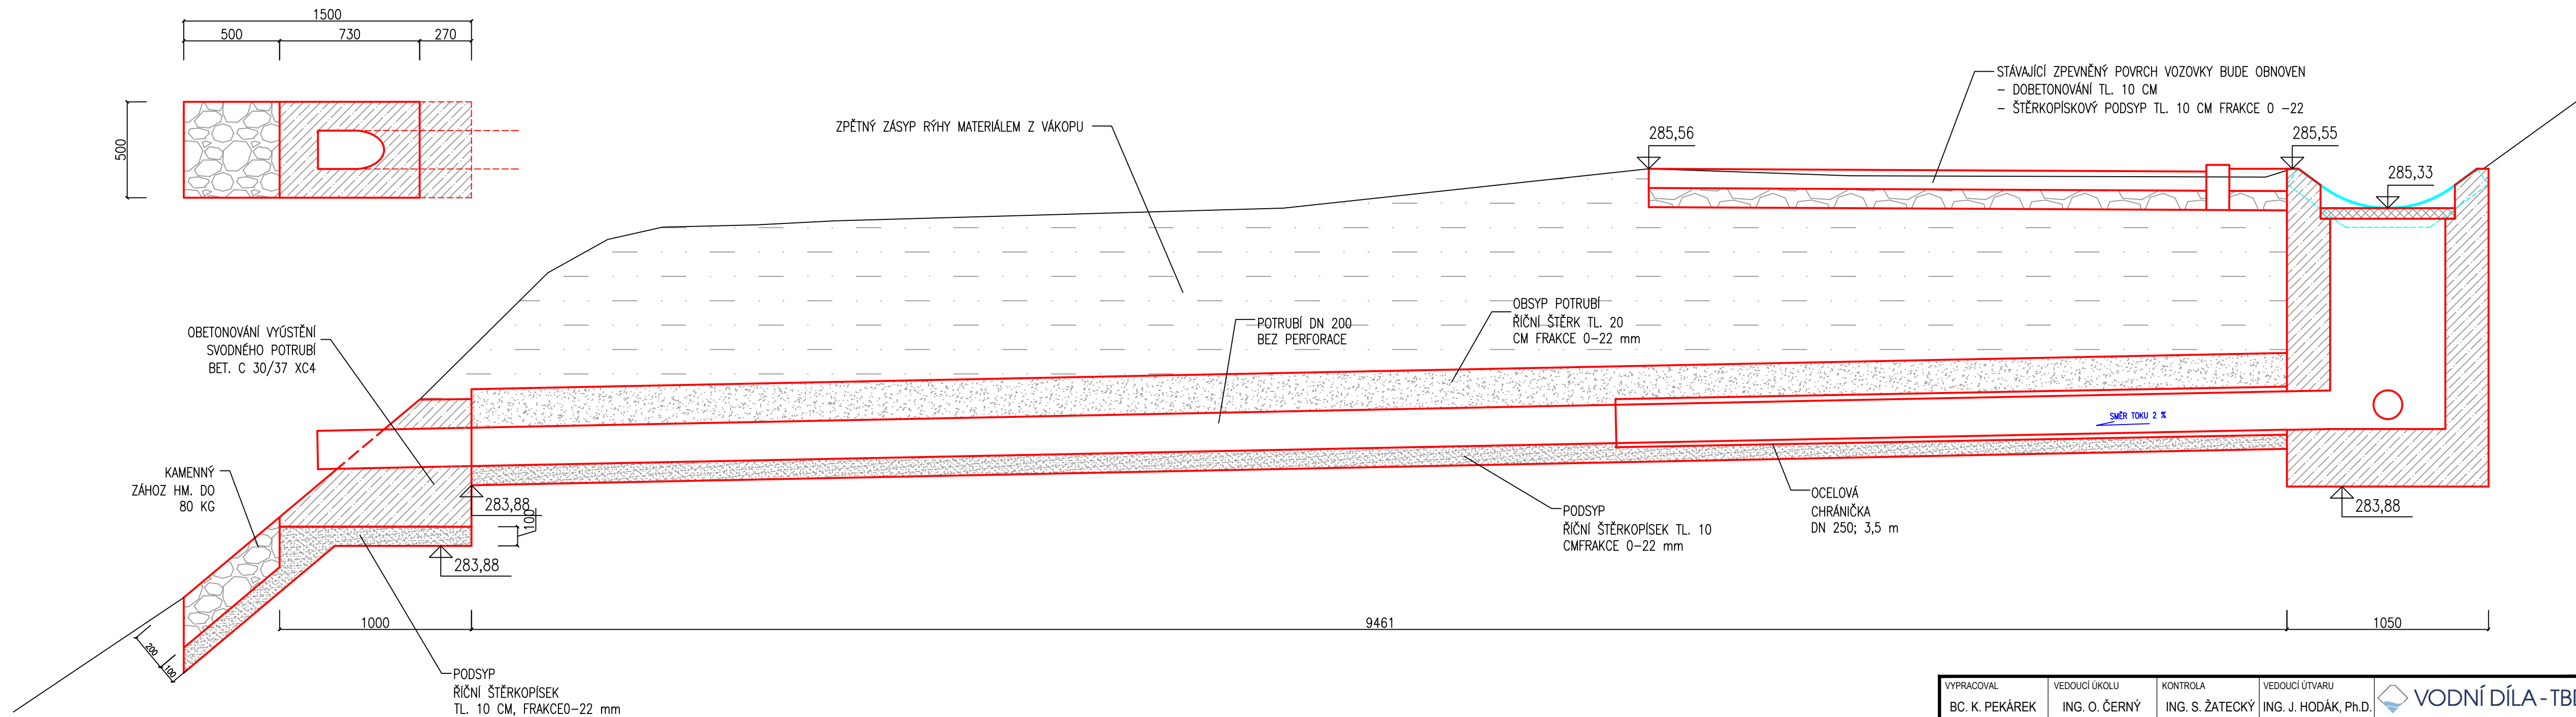 1500
500
730
270
500
ZPĚTNÝ ZÁSYP RÝHY MATERIÁLEM Z VÁKOPU
STÁVAJÍCÍ ZPEVNĚNÝ POVRCH VOZOVKY BUDE OBNOVEN
– DOBETONOVÁNÍ TL. 10 CM
– ŠTĚRKOPÍSKOVÝ PODSYP TL. 10 CM FRAKCE 0 –22
285,56
285,55
285,33
OBETONOVÁNÍ VYÚSTĚNÍ
SVODNÉHO POTRUBÍ
BET. C 30/37 XC4
POTRUBÍ DN 200
BEZ PERFORACE
OBSYP POTRUBÍ
ŘÍČNÍ ŠTĚRK TL. 20
CM FRAKCE 0–22 mm
SMĚR TOKU 2 %
KAMENNÝ
ZÁHOZ HM. DO
80 KG
283,88
100
283,88
PODSYP
ŘÍČNÍ ŠTĚRKOPÍSEK TL. 10
CMFRAKCE 0–22 mm
OCELOVÁ
CHRÁNIČKA
DN 250; 3,5 m
283,88
1000
9461
1050
200
100
PODSYP
ŘÍČNÍ ŠTĚRKOPÍSEK
TL. 10 CM, FRAKCE0–22 mm
VYPRACOVAL
BC. K. PEKÁREK
VEDOUCÍ ÚKOLU
ING. O. ČERNÝ
KONTROLA
ING. S. ŽATECKÝ
VEDOUCÍ ÚTVARU
ING. J. HODÁK, Ph.D.
VODNÍ DÍLA - TB